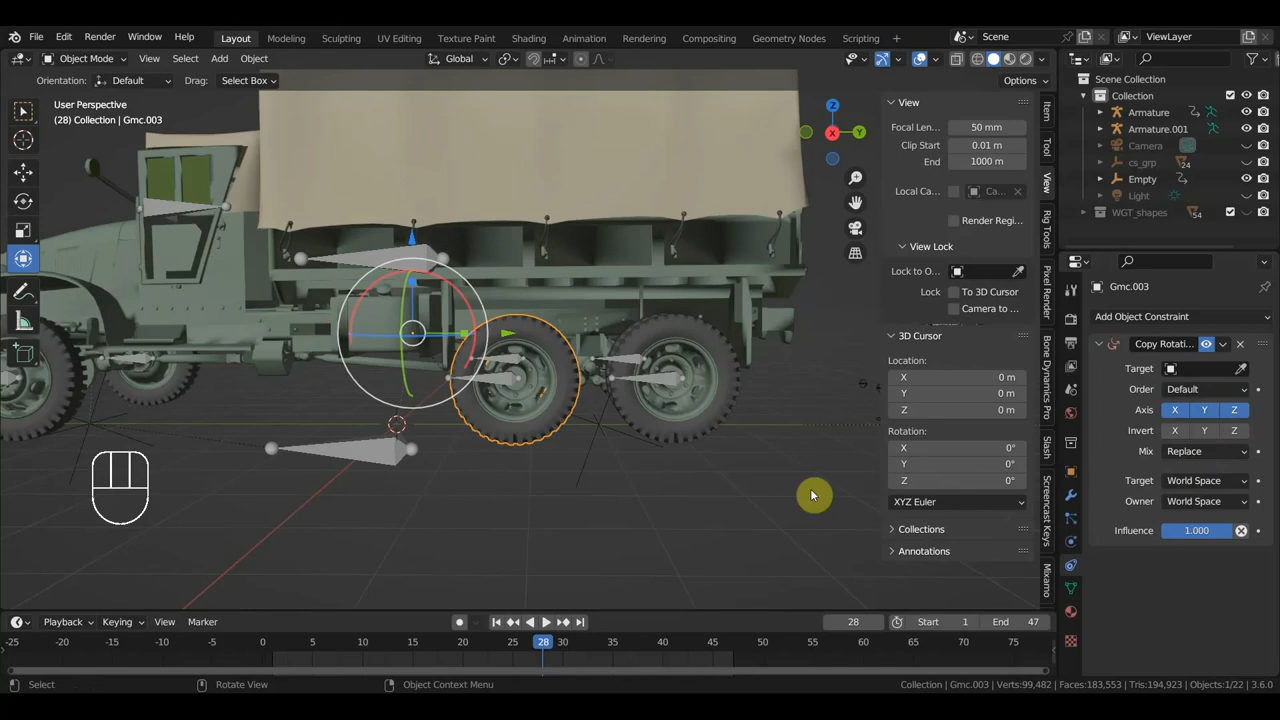 File Edit Render Window Help Layout Modeling Sculpting UV Editing Texture Paint Shading Animation Rendering Compositing Geometry Nodes Scripting + Scene ViewLayer
Object Mode View Select Add Object Global
Orientation: Default Drag: Select Box Options
User Perspective
(28) Collection | Gmc.003
Z
X
Y
View
Focal Len... 50 mm
Clip Start 0.01 m
End 1000 m
Local Ca... Ca...
Render Regi...
View Lock
Lock to O...
Lock To 3D Cursor
Camera to ...
3D Cursor
Location:
X 0 m
Y 0 m
Z 0 m
Rotation:
X 0°
Y 0°
Z 0°
XYZ Euler
Collections
Annotations
Item
Tool
View
Rig Tools
Pixel Render
Bone Dynamics Pro
Slash
Screencast Keys
Mixamo
Scene Collection
Collection
Armature
Armature.001
Camera
cs_grp 24
Empty
Light
WGT_shapes 54
Gmc.003
Add Object Constraint
Copy Rotati...
Target
Order Default
Axis X Y Z
Invert X Y Z
Mix Replace
Target World Space
Owner World Space
Influence 1.000
Playback Keying View Marker 28 Start 1 End 47
-25 -20 -15 -10 -5 0 5 10 15 20 25 28 30 35 40 45 50 55 60 65 70 75
Select Rotate View Object Context Menu Collection | Gmc.003 | Verts:99,482 | Faces:183,553 | Tris:194,923 | Objects:1/22 | 3.6.0